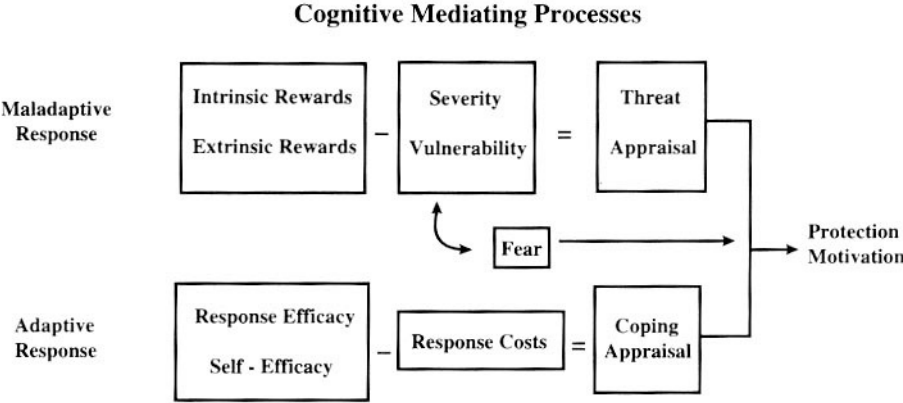 Cognitive Mediating Processes
Maladaptive
Response
Intrinsic Rewards
Extrinsic Rewards
–
Severity
Vulnerability
=
Threat
Appraisal
Fear
Protection
Motivation
Adaptive
Response
Response Efficacy
Self - Efficacy
–
Response Costs
=
Coping
Appraisal